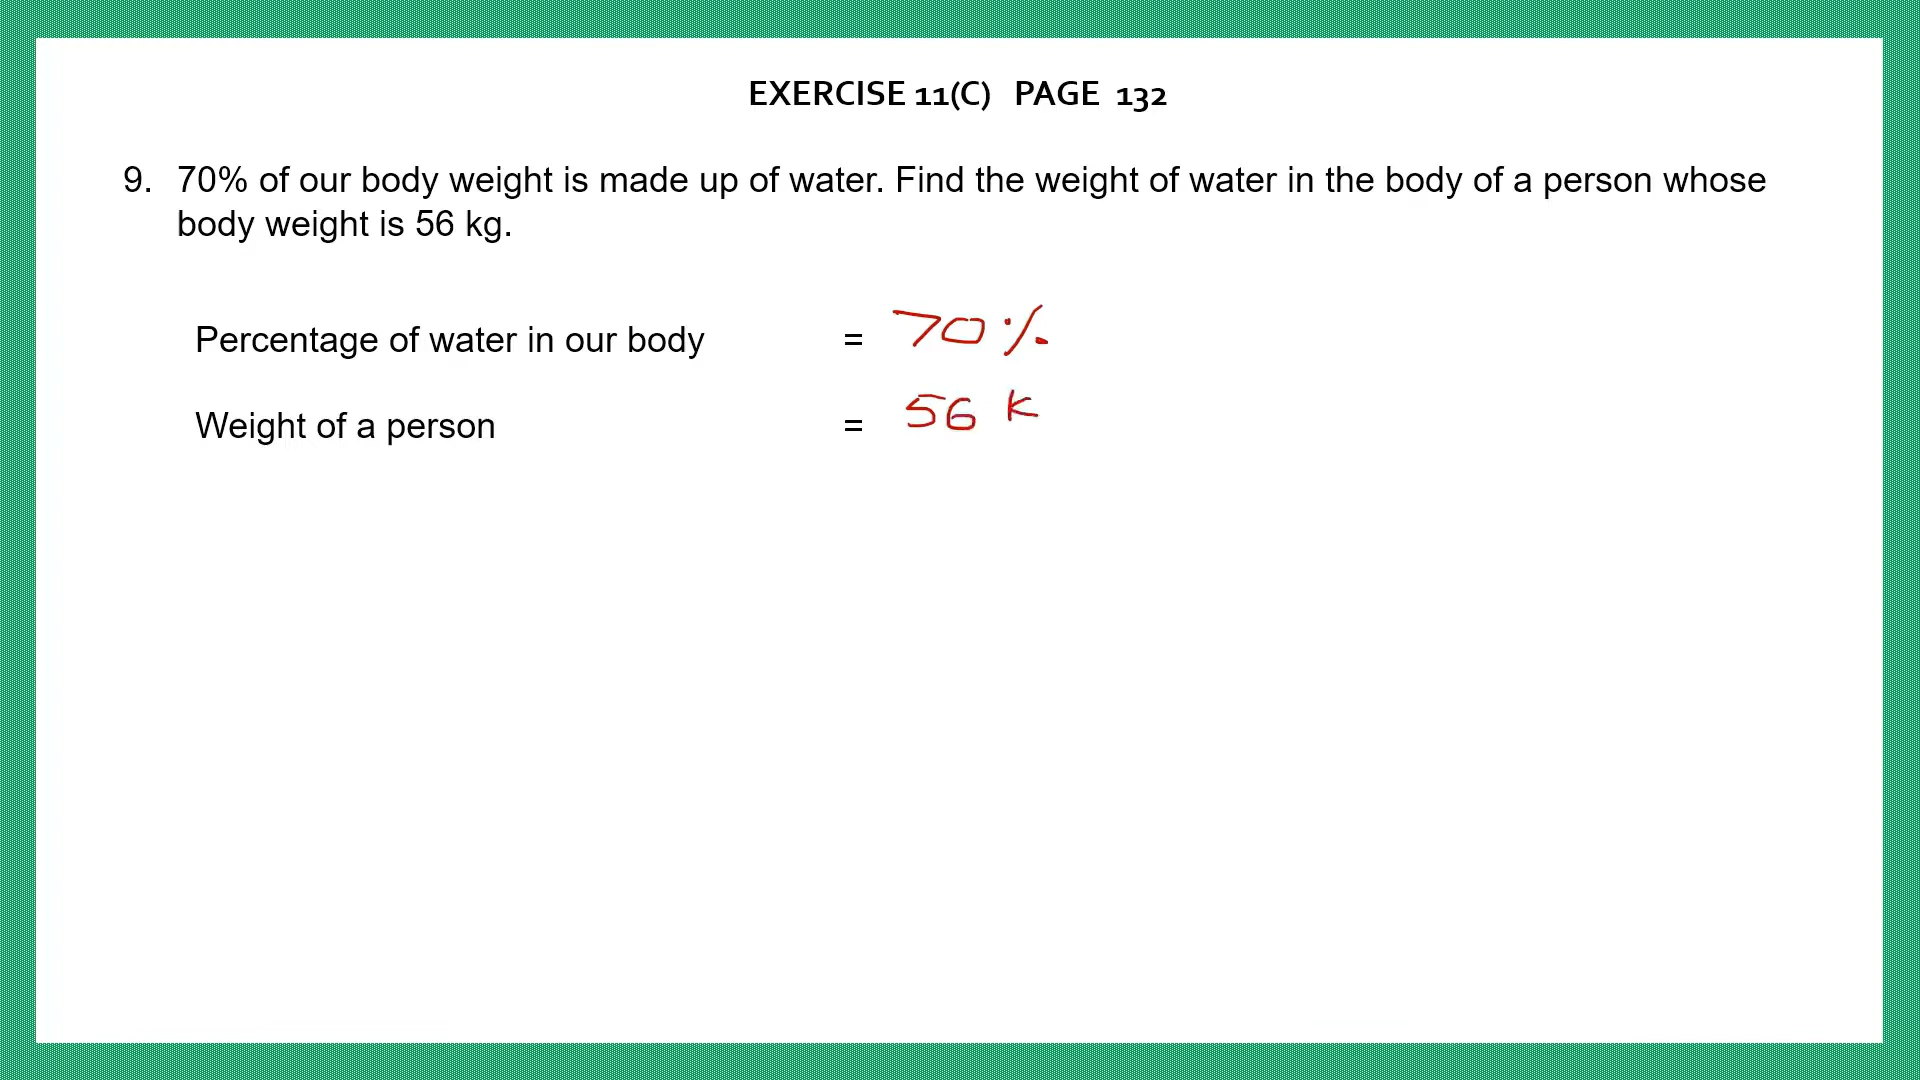 EXERCISE 11(C) PAGE 132
9. 70% of our body weight is made up of water. Find the weight of water in the body of a person whose
body weight is 56 kg.
Percentage of water in our body = 70%
Weight of a person = 56 K